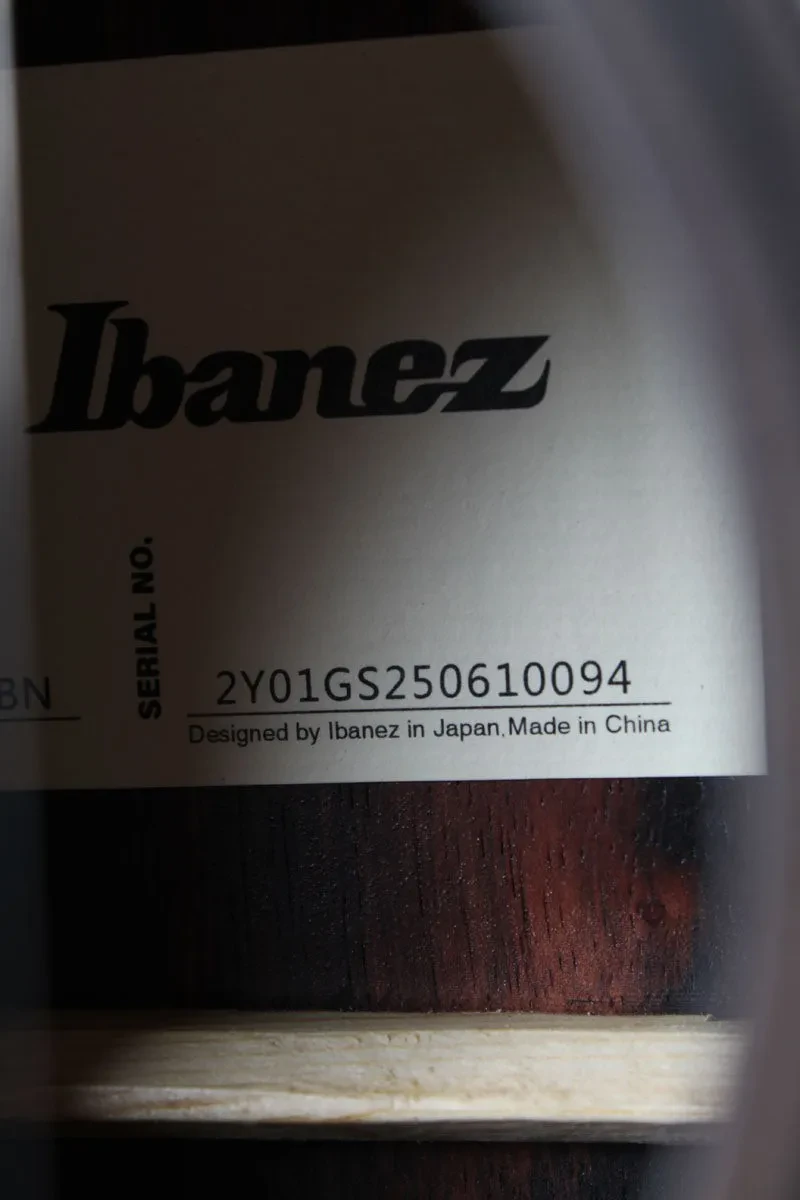 Ibanez
SERIAL NO.
BN
2Y01GS250610094
Designed by Ibanez in Japan, Made in China